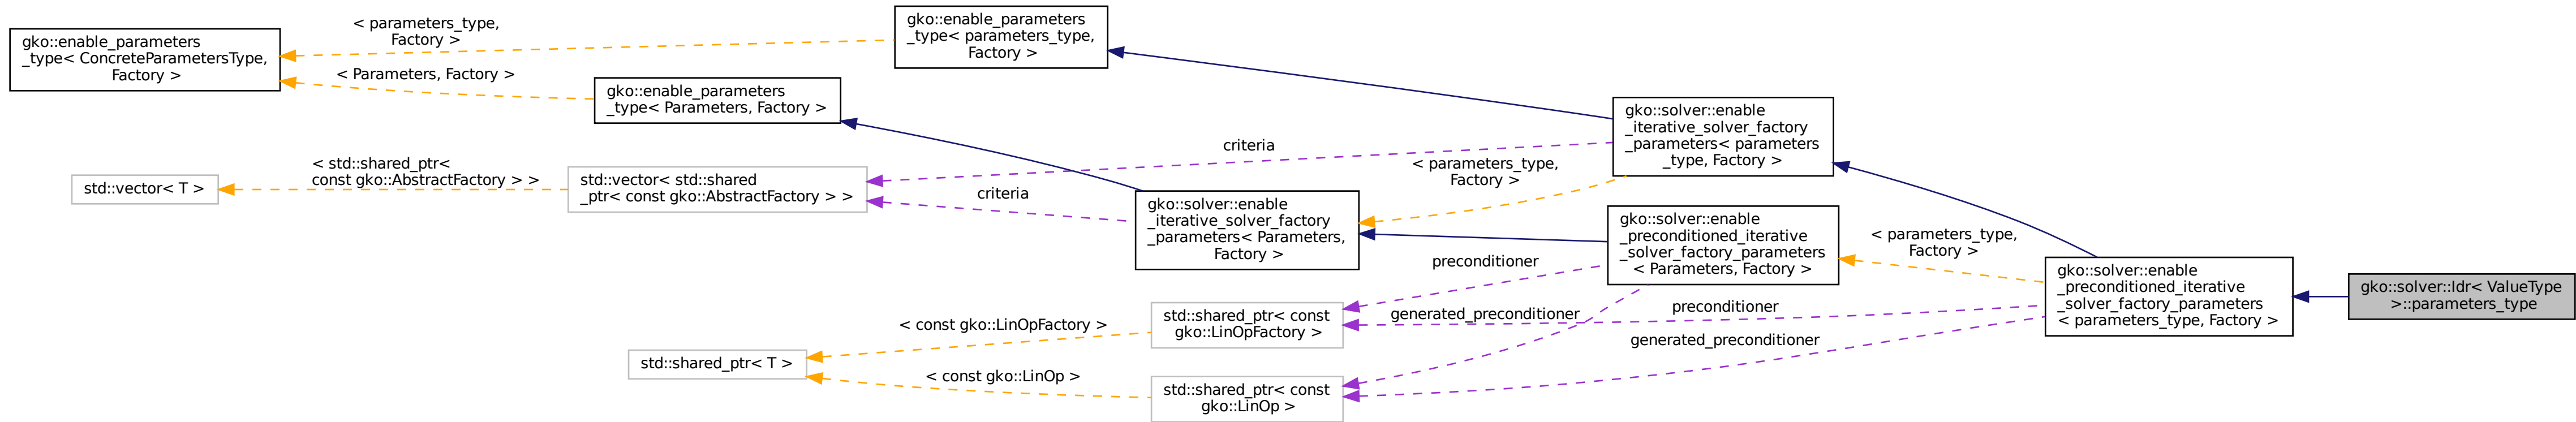 gko::enable_parameters
_type< ConcreteParametersType,
Factory >
< parameters_type,
Factory >
< Parameters, Factory >
gko::enable_parameters
_type< parameters_type,
Factory >
gko::enable_parameters
_type< Parameters, Factory >
std::vector< T >
< std::shared_ptr<
const gko::AbstractFactory > >
std::vector< std::shared
_ptr< const gko::AbstractFactory > >
criteria
criteria
gko::solver::enable
_iterative_solver_factory
_parameters< Parameters,
Factory >
< parameters_type,
Factory >
gko::solver::enable
_iterative_solver_factory
_parameters< parameters
_type, Factory >
gko::solver::enable
_preconditioned_iterative
_solver_factory_parameters
< Parameters, Factory >
< parameters_type,
Factory >
gko::solver::enable
_preconditioned_iterative
_solver_factory_parameters
< parameters_type, Factory >
gko::solver::Idr< ValueType
>::parameters_type
preconditioner
generated_preconditioner
preconditioner
generated_preconditioner
std::shared_ptr< const
gko::LinOpFactory >
std::shared_ptr< const
gko::LinOp >
< const gko::LinOpFactory >
< const gko::LinOp >
std::shared_ptr< T >